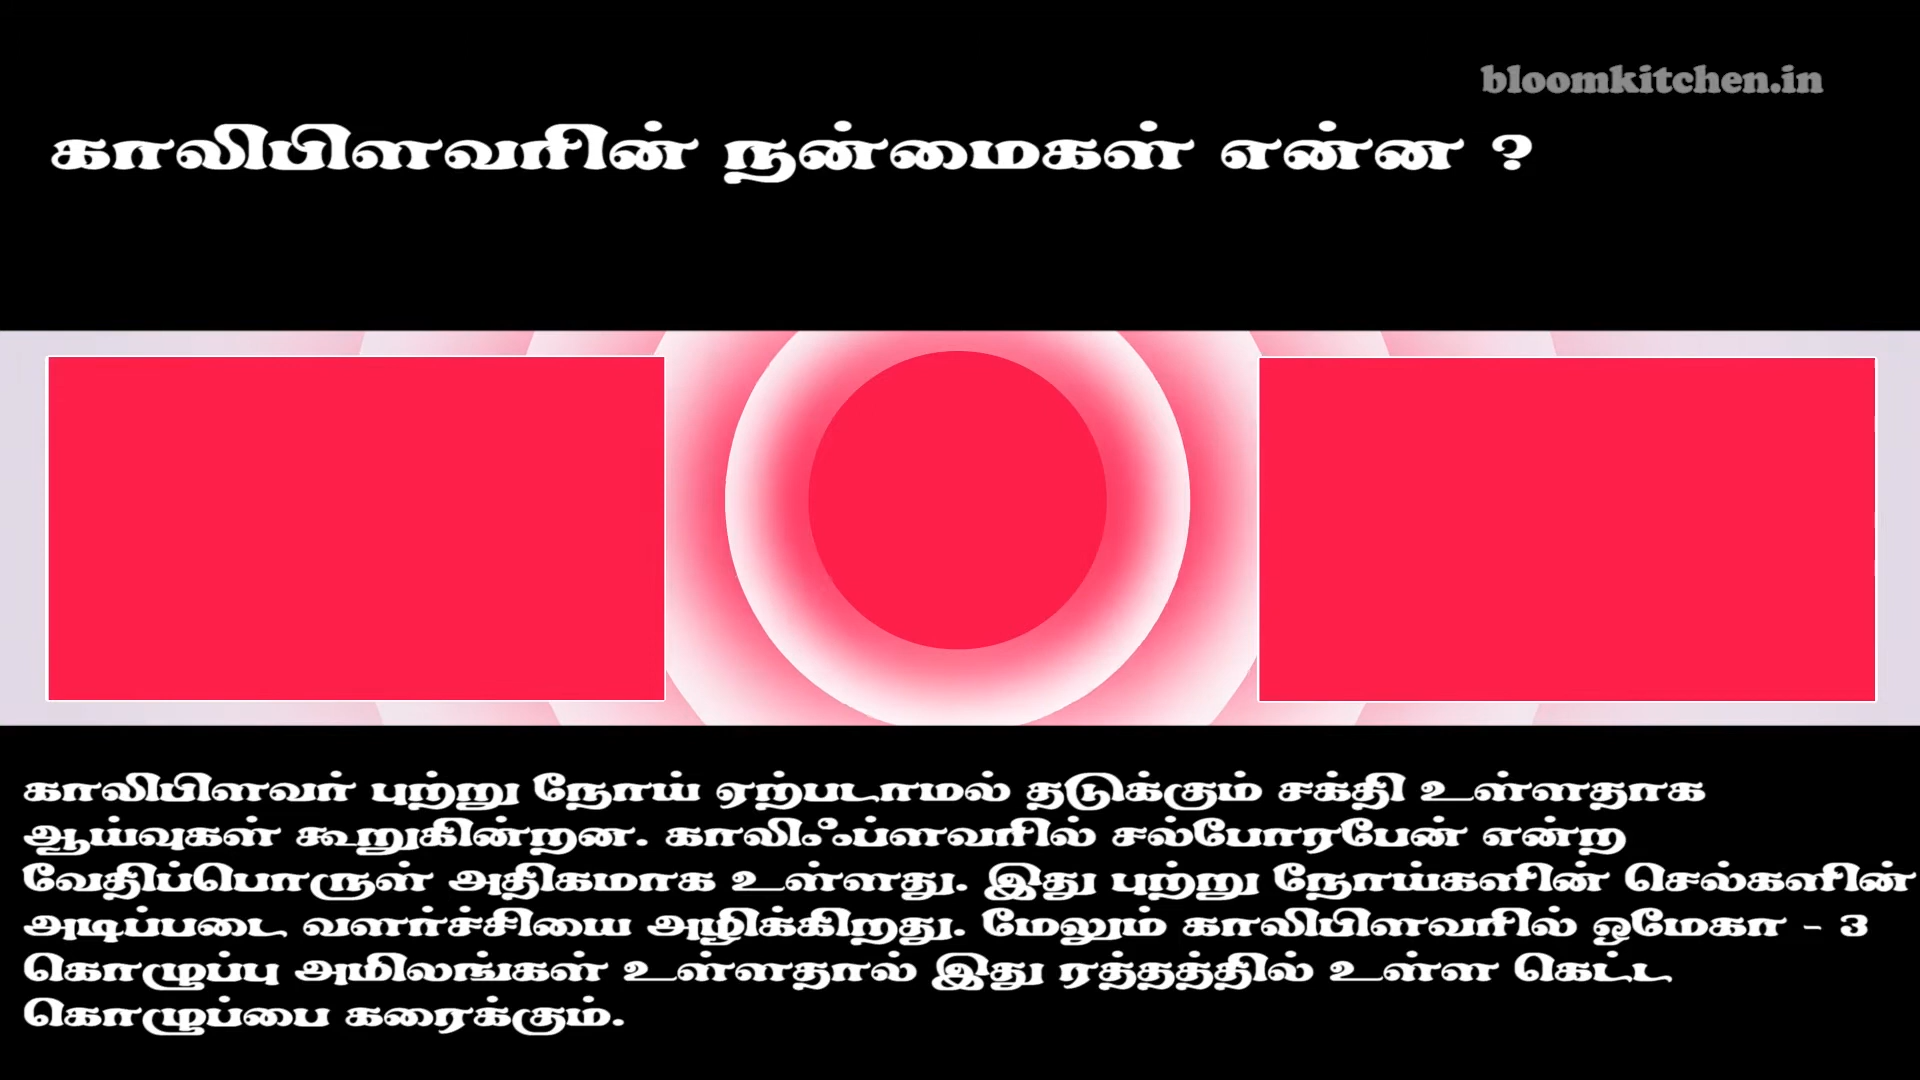 bloomkitchen.in
காலிபிளவரின் நன்மைகள் என்ன ?
காலிபிளவர் புற்று நோய் ஏற்படாமல் தடுக்கும் சக்தி உள்ளதாக
ஆய்வுகள் கூறுகின்றன. காலிஃப்ளவரில் சல்போரபேன் என்ற
வேதிப்பொருள் அதிகமாக உள்ளது. இது புற்று நோய்களின் செல்களின்
அடிப்படை வளர்ச்சியை அழிக்கிறது. மேலும் காலிபிளவரில் ஒமேகா - 3
கொழுப்பு அமிலங்கள் உள்ளதால் இது ரத்தத்தில் உள்ள கெட்ட
கொழுப்பை கரைக்கும்.